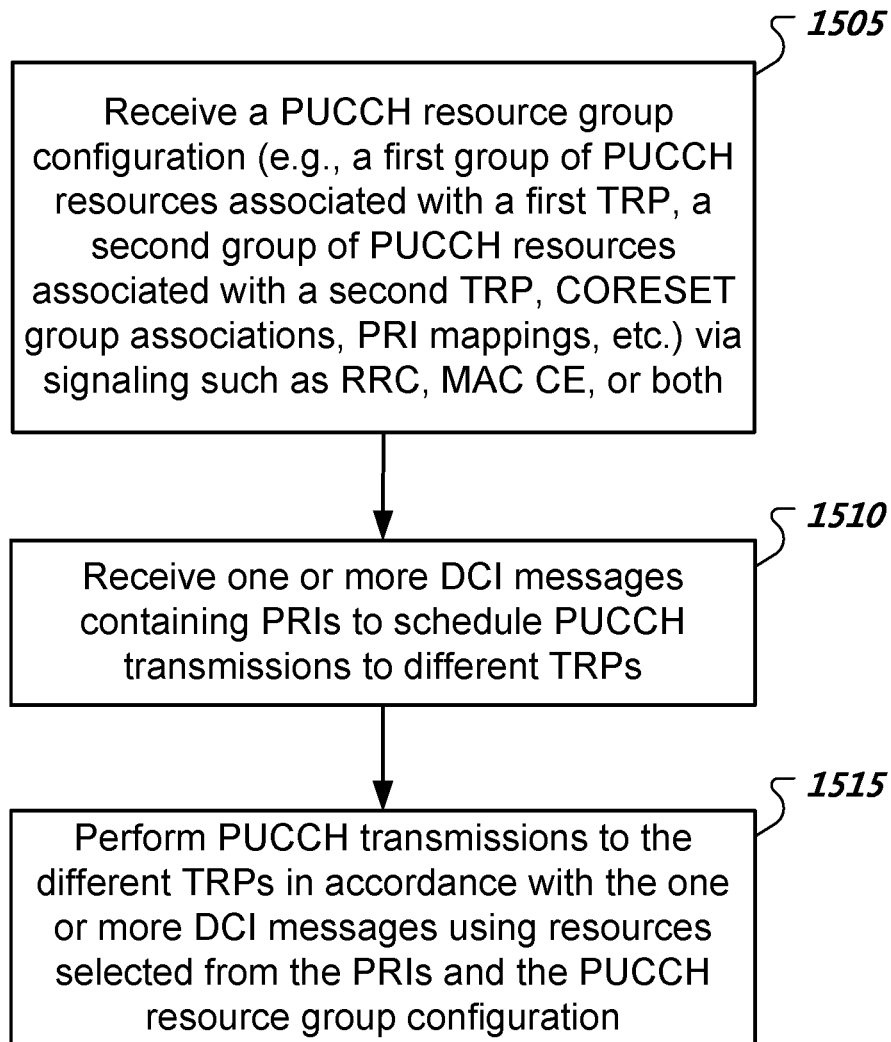 1505
Receive a PUCCH resource group
configuration (e.g., a first group of PUCCH
resources associated with a first TRP, a
second group of PUCCH resources
associated with a second TRP, CORESET
group associations, PRI mappings, etc.) via
signaling such as RRC, MAC CE, or both
1510
Receive one or more DCI messages
containing PRIs to schedule PUCCH
transmissions to different TRPs
1515
Perform PUCCH transmissions to the
different TRPs in accordance with the one
or more DCI messages using resources
selected from the PRIs and the PUCCH
resource group configuration